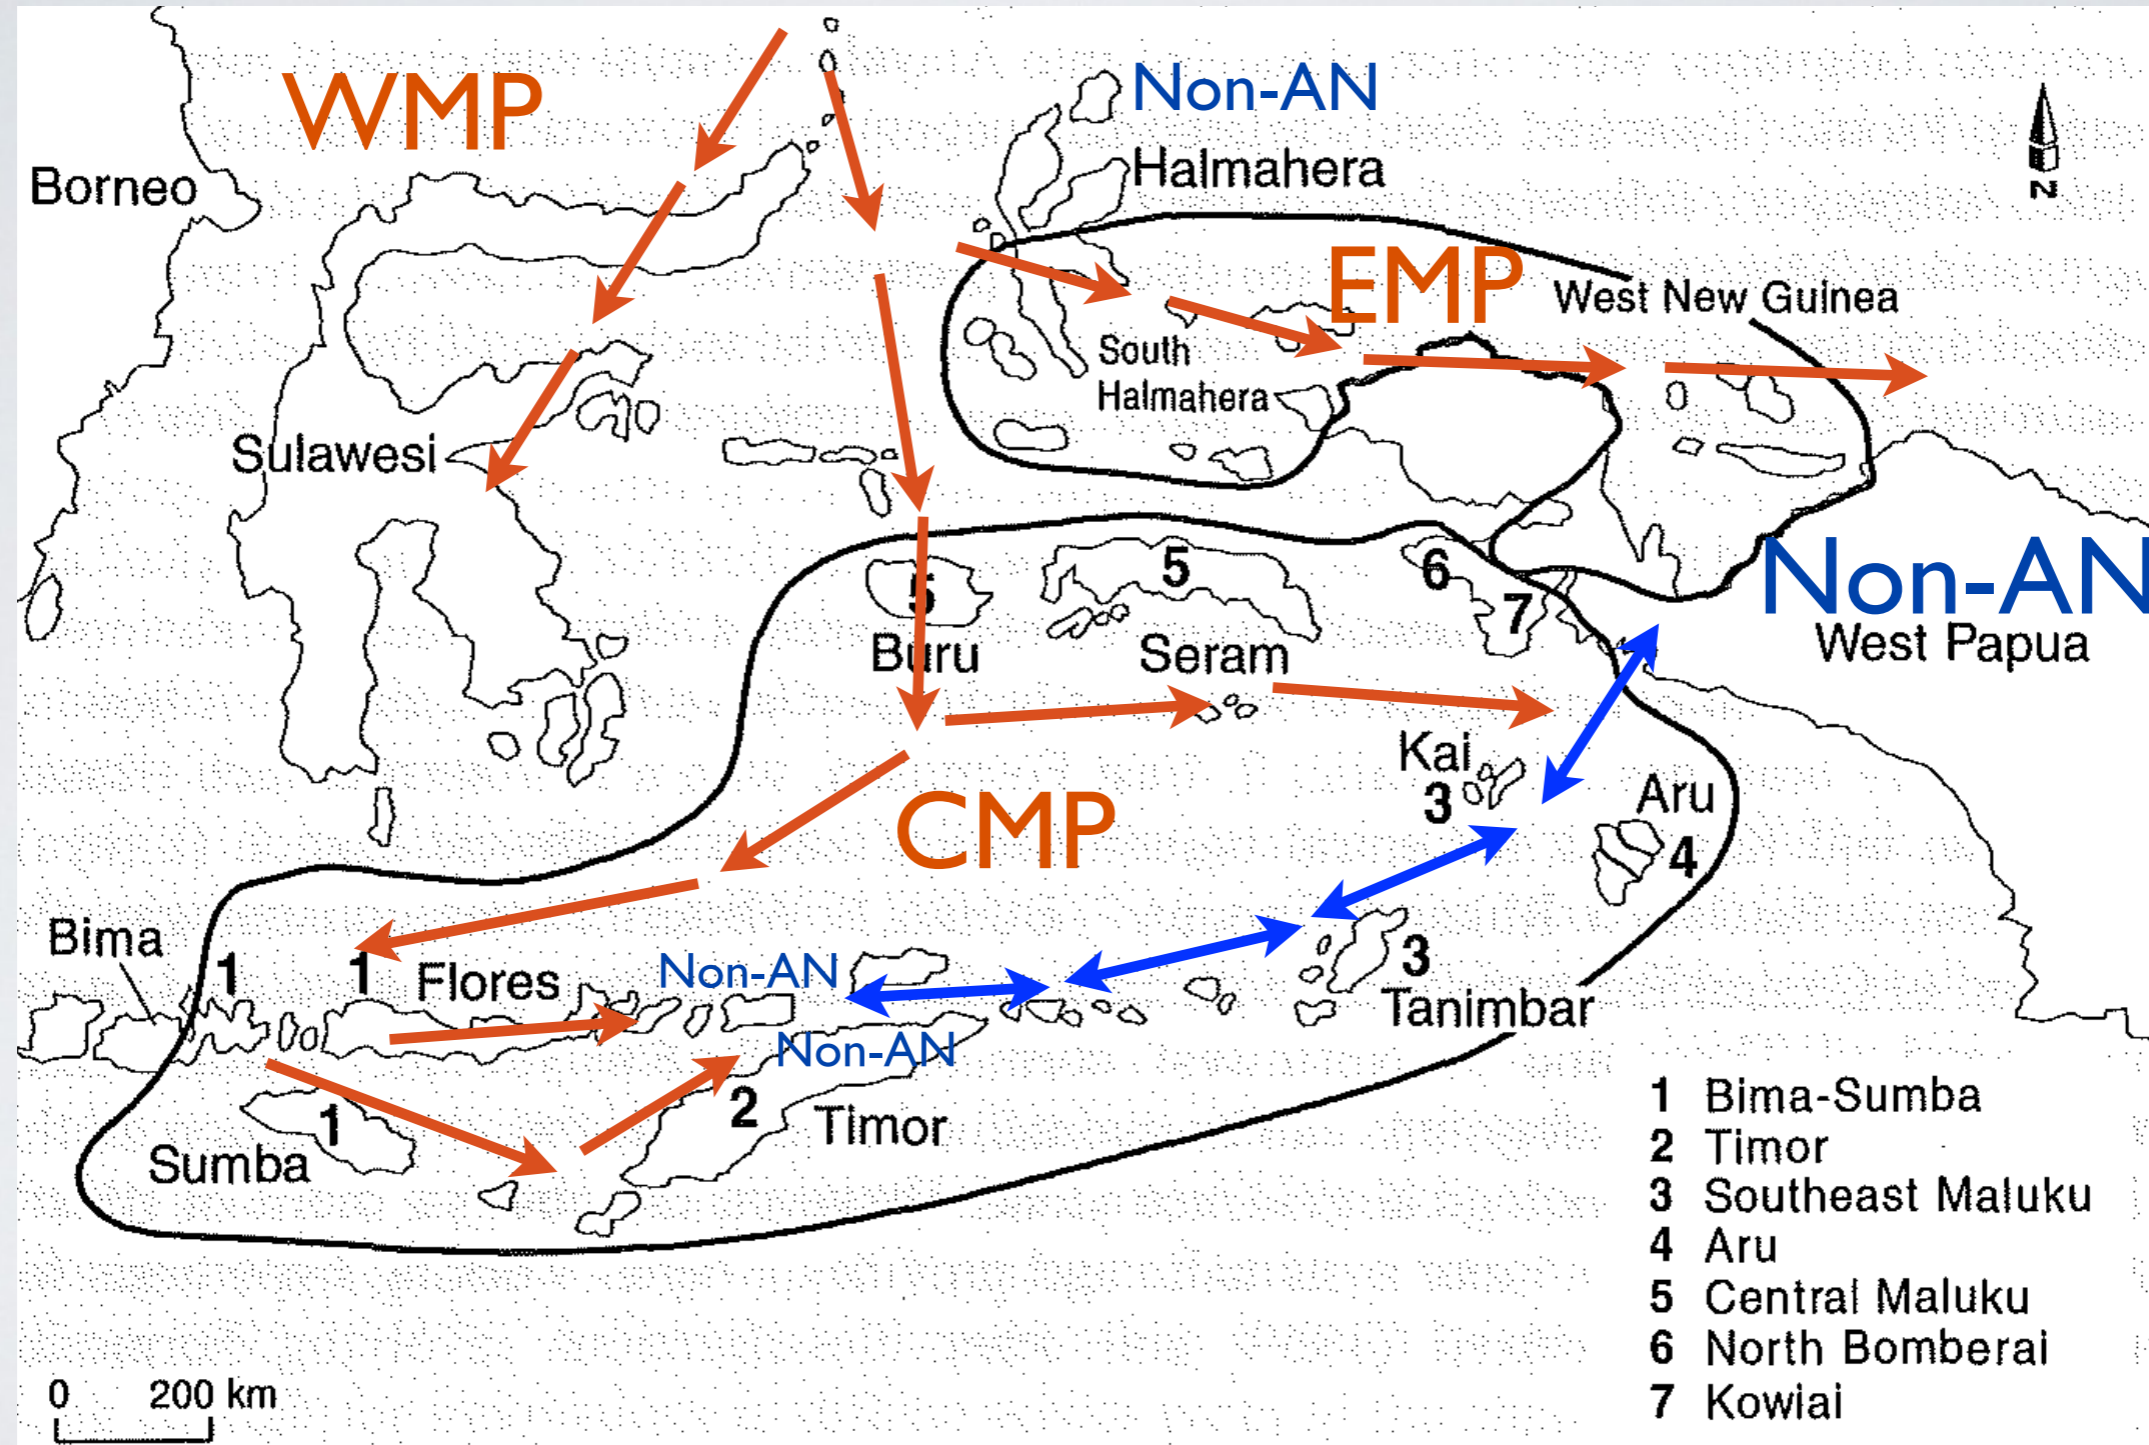 WMP
Non-AN
Halmahera
Borneo
N
EMP
West New Guinea
South
Halmahera
Sulawesi
5
5
6
7
Non-AN
West Papua
Buru
Seram
Kai
3
Aru
4
CMP
Bima
1
1
Flores
Non-AN
3
Tanimbar
Non-AN
1
2
Timor
Sumba
1 Bima-Sumba
2 Timor
3 Southeast Maluku
4 Aru
5 Central Maluku
6 North Bomberai
7 Kowiai
0 200 km